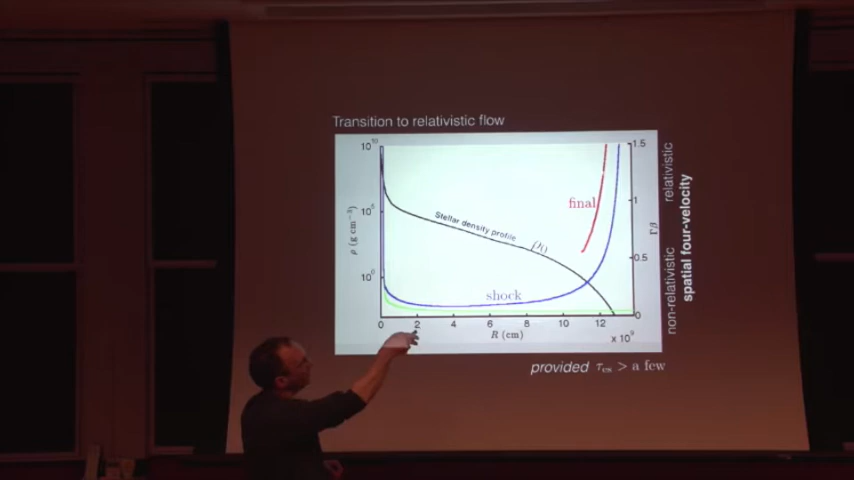 Transition to relativistic flow
10^10
10^5
10^0
ρ (g cm^-3)
Stellar density profile
ρ0
shock
final
1.5
1
0.5
0
Γβ
0 2 4 6 8 10 12
R (cm)
x 10^9
non-relativistic relativistic
spatial four-velocity
provided τes > a few